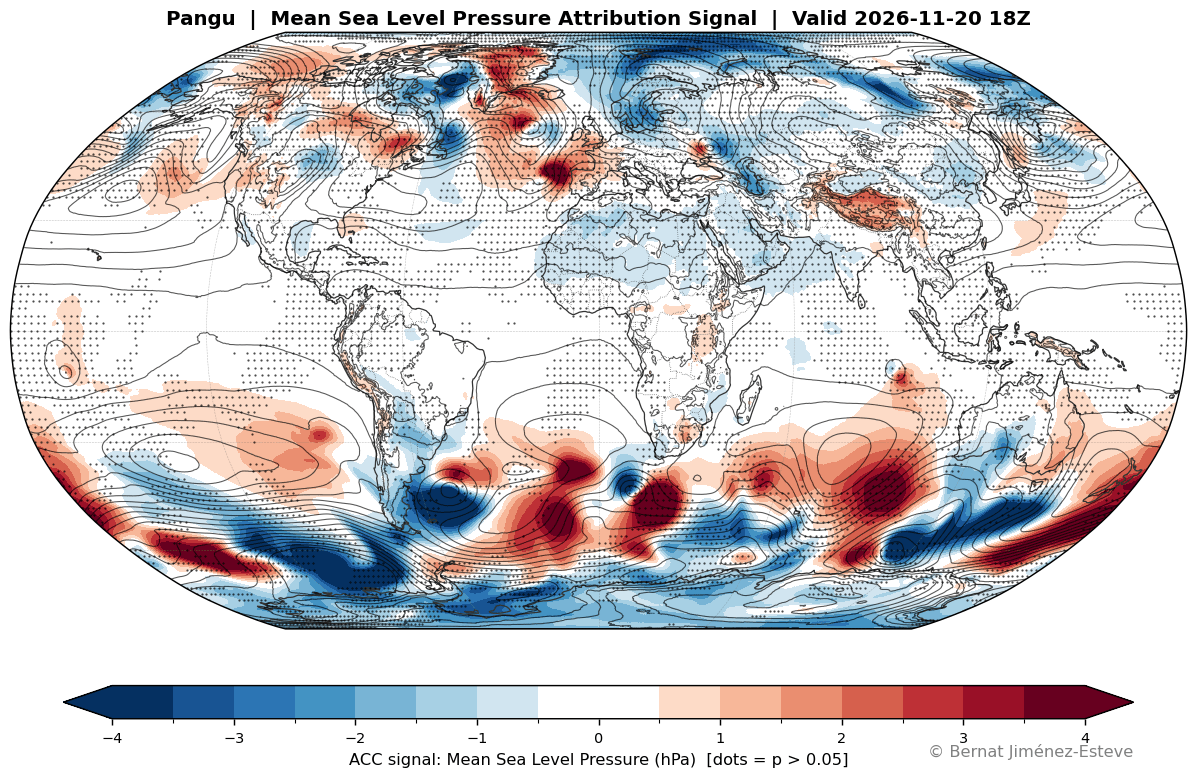 Pangu | Mean Sea Level Pressure Attribution Signal | Valid 2026-11-20 18Z
−4 −3 −2 −1 0 1 2 3 4
ACC signal: Mean Sea Level Pressure (hPa) [dots = p > 0.05]
© Bernat Jiménez-Esteve